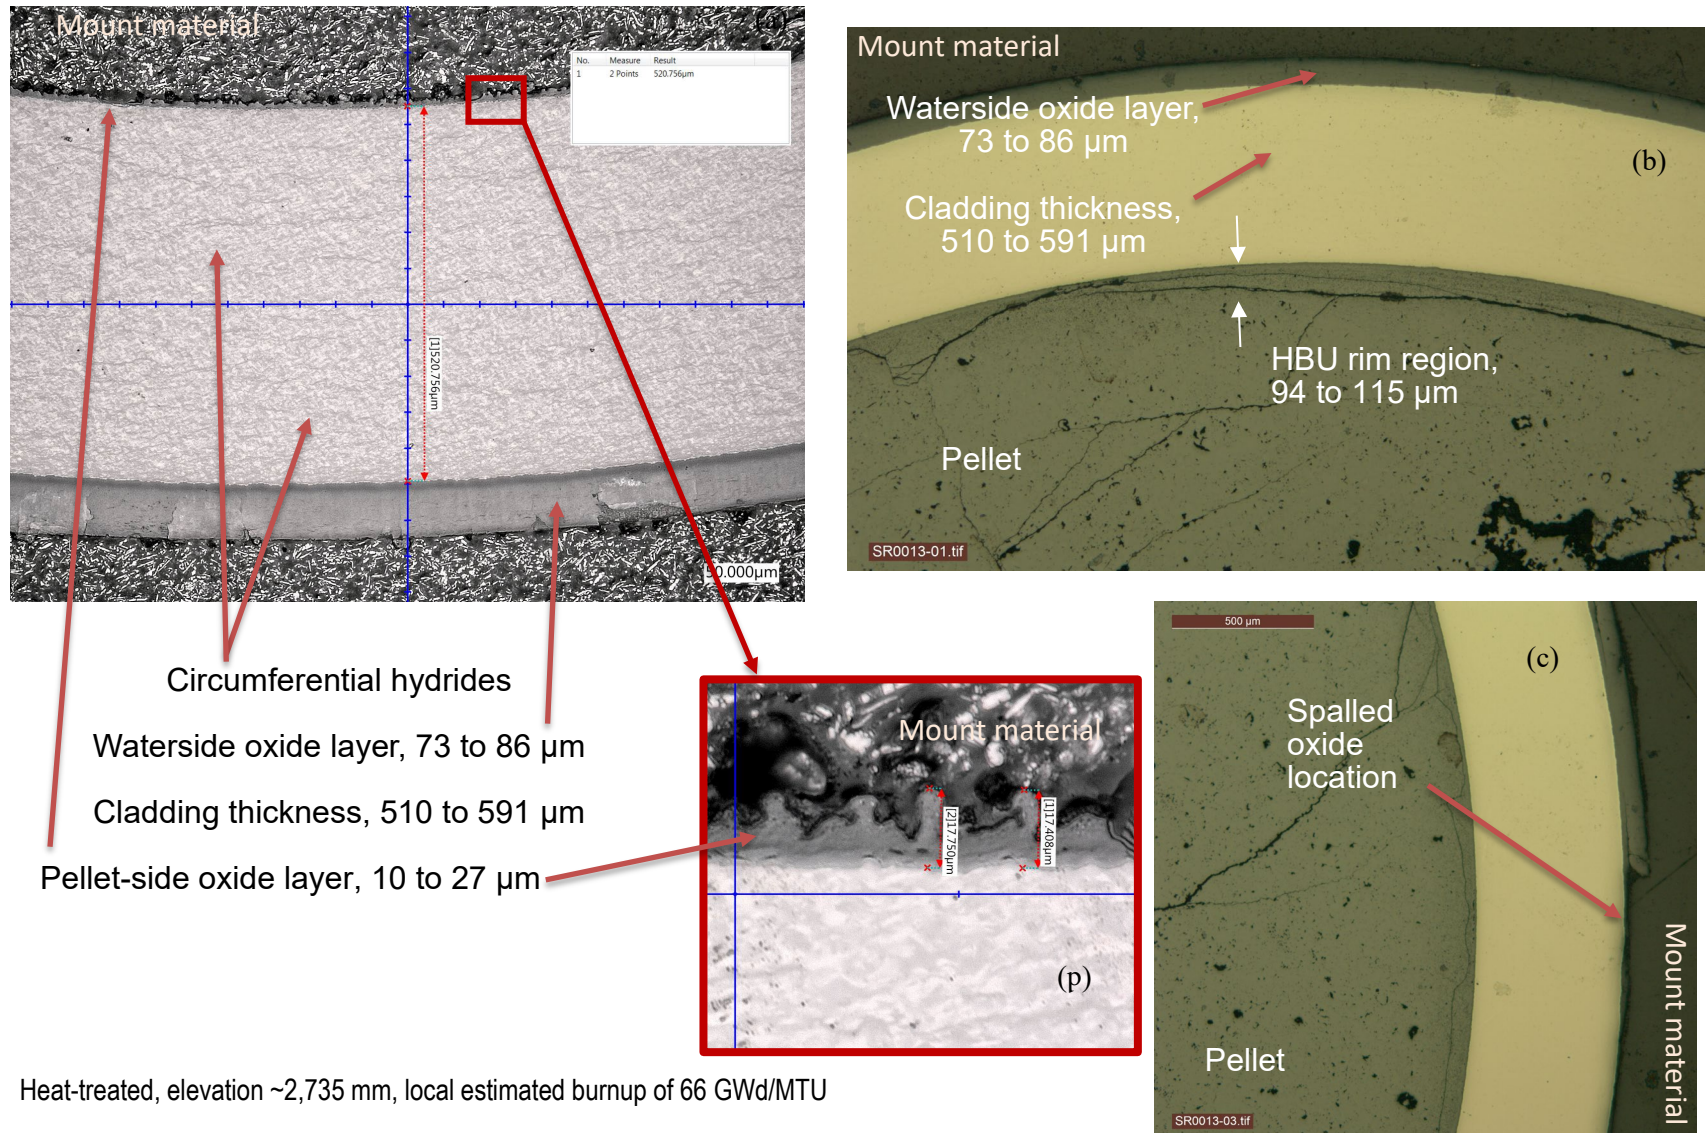 Mount material
(a)
No. Measure Result
1 2 Points 520.756µm
[1]520.756µm
50.000µm
Mount material
Waterside oxide layer,
73 to 86 µm
(b)
Cladding thickness,
510 to 591 µm
HBU rim region,
94 to 115 µm
Pellet
SR0013-01.tif
Circumferential hydrides
Waterside oxide layer, 73 to 86 µm
Cladding thickness, 510 to 591 µm
Pellet-side oxide layer, 10 to 27 µm
Mount material
[2]17.750µm
[1]17.408µm
(p)
500 µm
(c)
Spalled
oxide
location
Mount material
Pellet
SR0013-03.tif
Heat-treated, elevation ~2,735 mm, local estimated burnup of 66 GWd/MTU